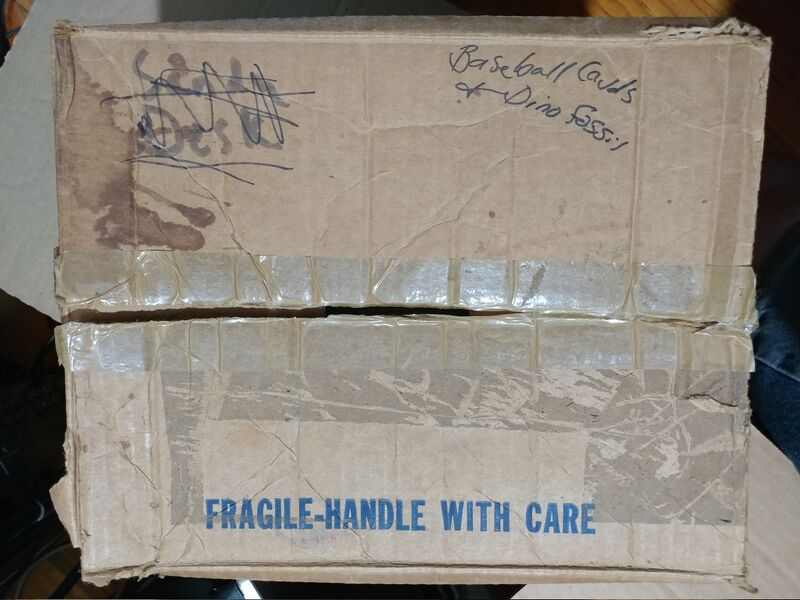 Baseball Cards
& Dino Fossil
FRAGILE-HANDLE WITH CARE